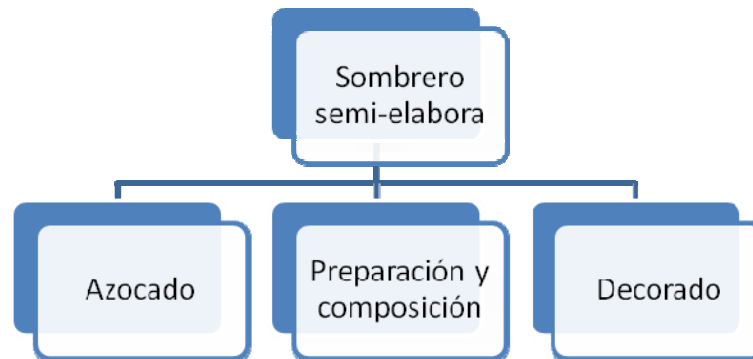 Sombrero
semi-elabora
Azocado
Preparación y
composición
Decorado